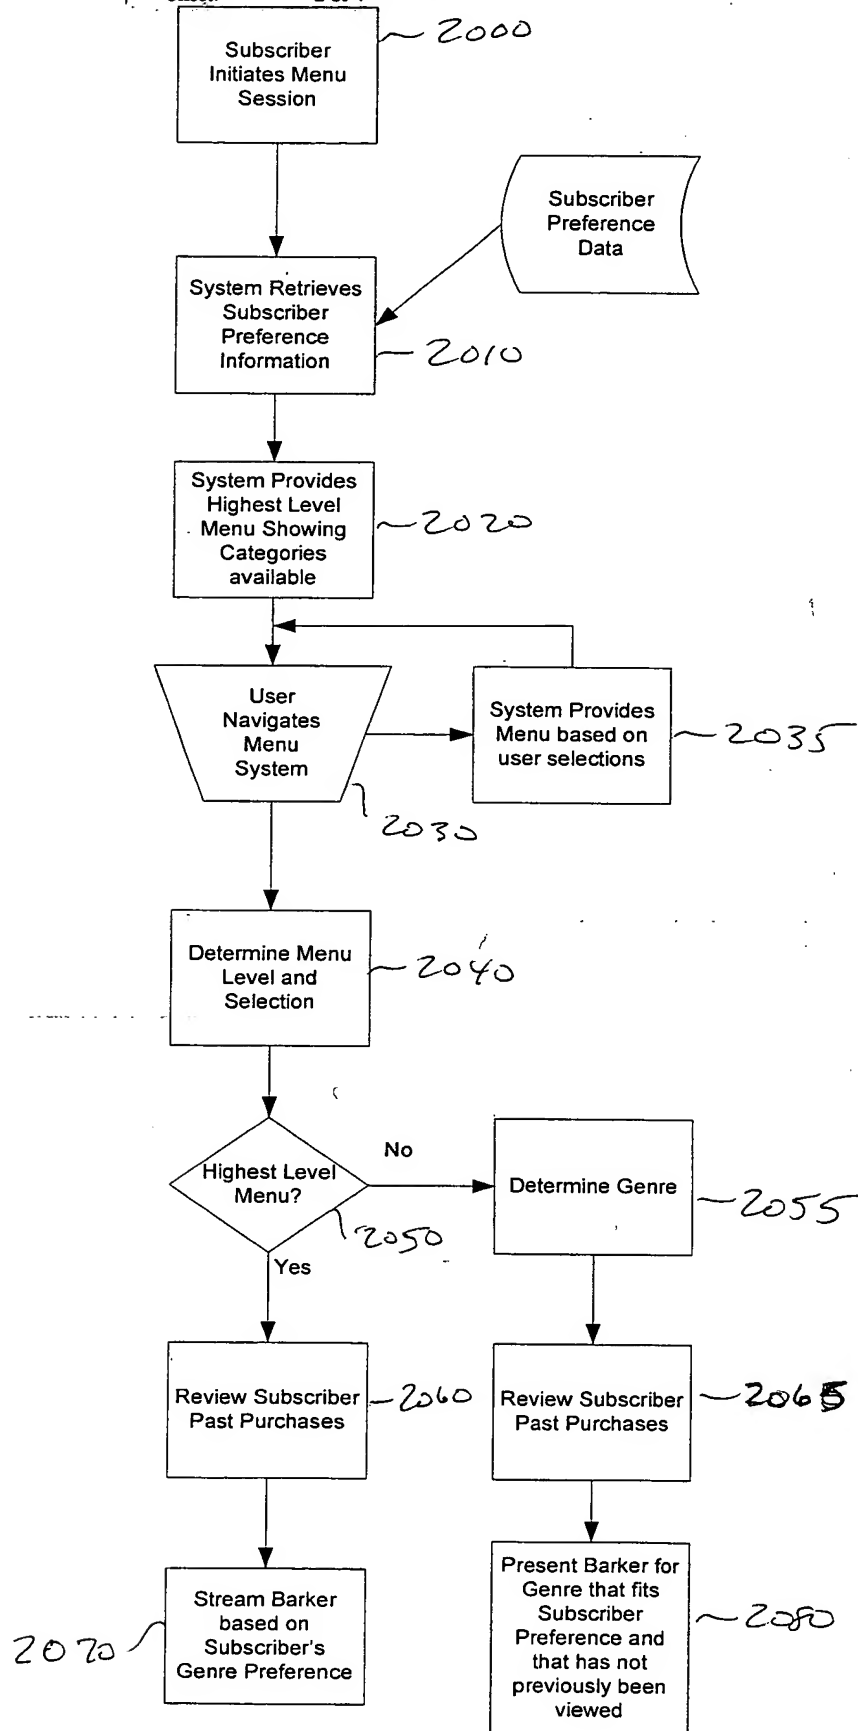 Subscriber
Initiates Menu
Session
2000
Subscriber
Preference
Data
System Retrieves
Subscriber
Preference
Information
2010
System Provides
Highest Level
Menu Showing
Categories
available
2020
User
Navigates
Menu
System
2030
System Provides
Menu based on
user selections
2035
Determine Menu
Level and
Selection
2040
Highest Level
Menu?
2050
No
Yes
Determine Genre
2055
Review Subscriber
Past Purchases
2060
Review Subscriber
Past Purchases
2065
Stream Barker
based on
Subscriber's
Genre Preference
2070
Present Barker for
Genre that fits
Subscriber
Preference and
that has not
previously been
viewed
2080